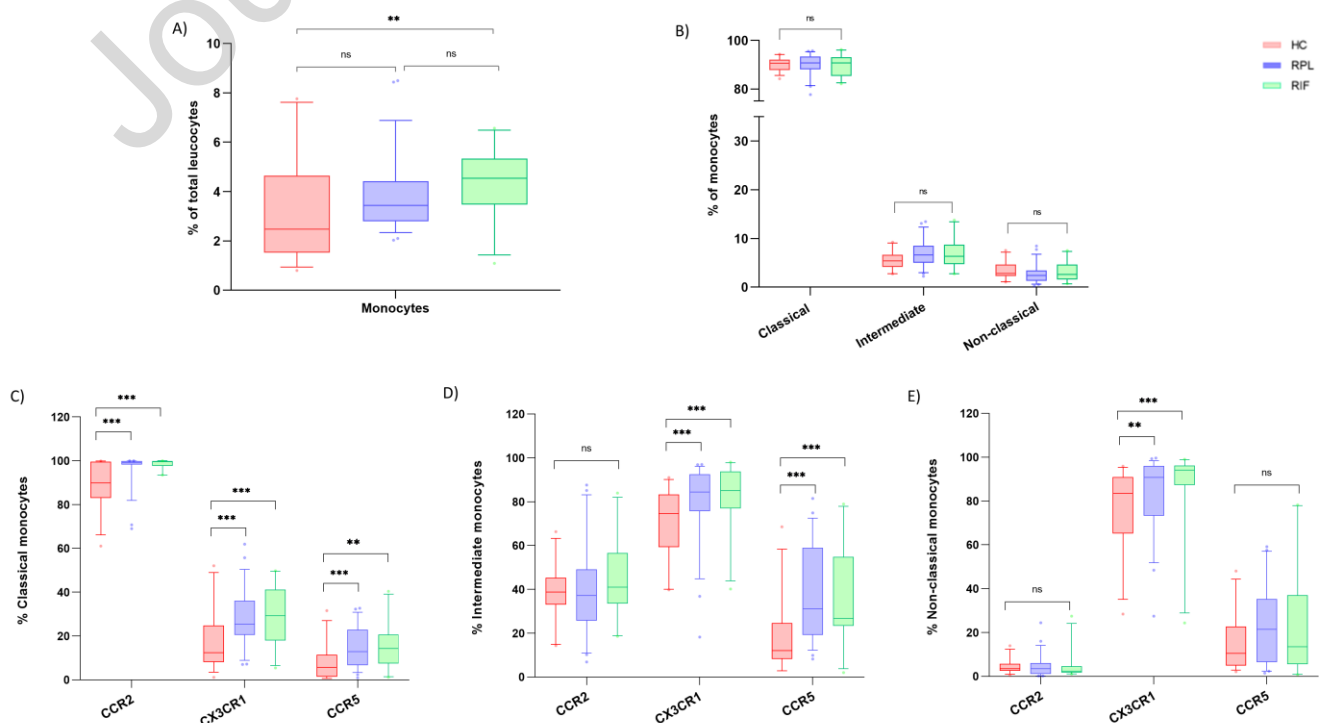 Jou
A)
**
ns
ns
10
8
6
4
2
0
% of total leucocytes
Monocytes
B)
ns
100
80
30
20
10
0
% of monocytes
ns
ns
Classical
Intermediate
Non-classical
HC
RPL
RIF
C)
120
100
80
60
40
20
0
% Classical monocytes
***
***
***
***
**
***
CCR2
CX3CR1
CCR5
D)
120
100
80
60
40
20
0
% Intermediate monocytes
ns
***
***
***
***
CCR2
CX3CR1
CCR5
E)
120
100
80
60
40
20
0
% Non-classical monocytes
ns
***
**
ns
CCR2
CX3CR1
CCR5